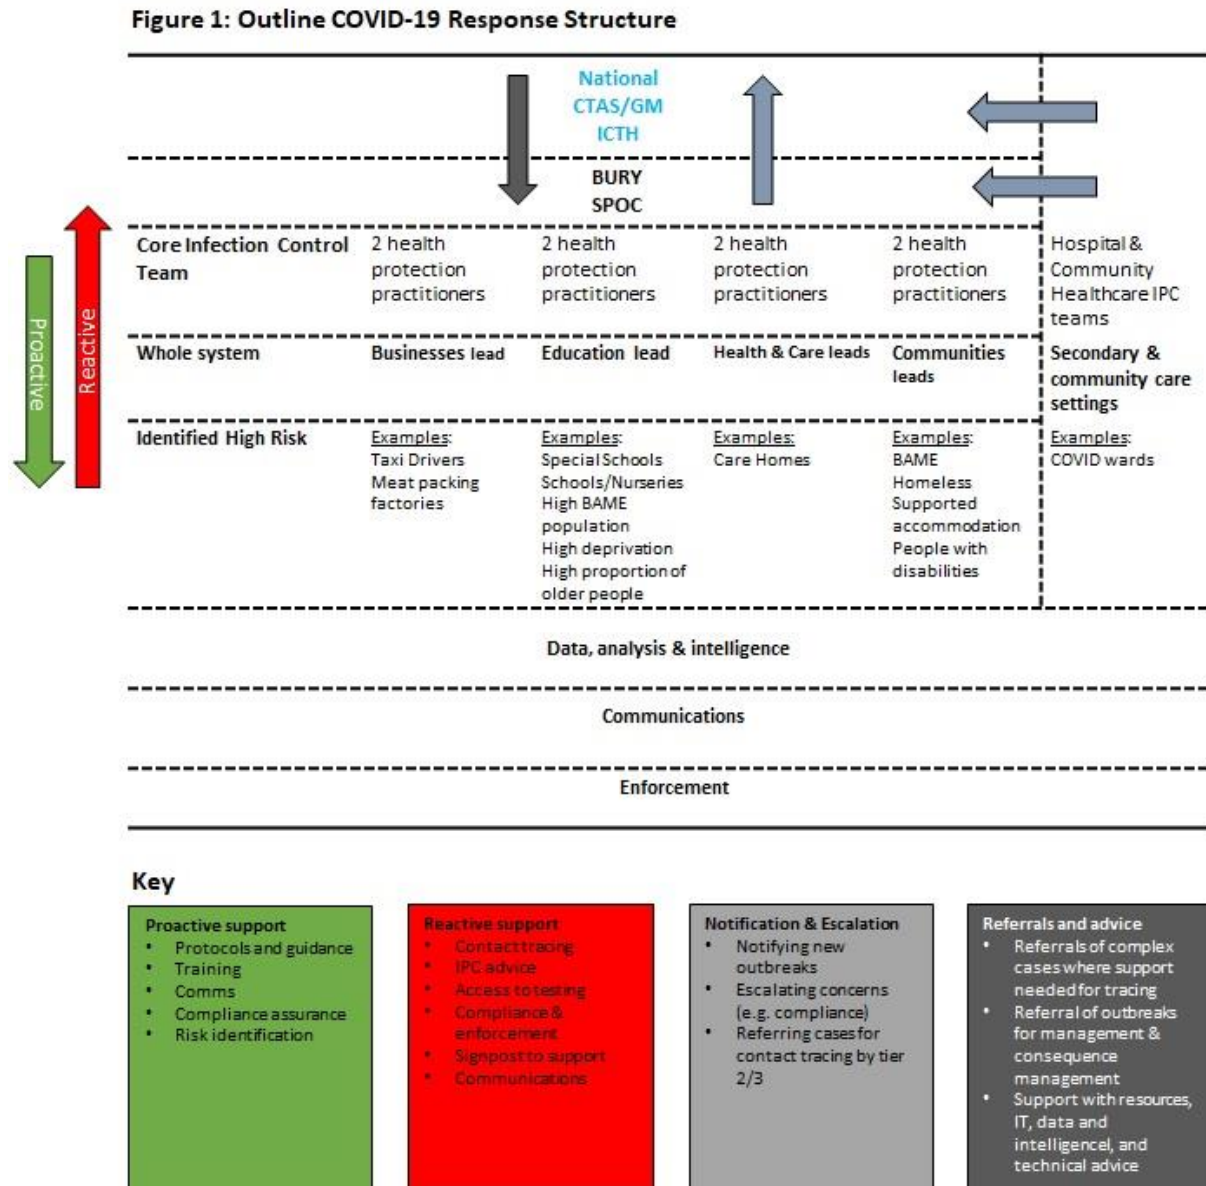 Figure 1: Outline COVID-19 Response Structure
National
CTAS/GM
ICTH
BURY
SPOC
Proactive
Reactive
Core Infection Control
Team
2 health
protection
practitioners
2 health
protection
practitioners
2 health
protection
practitioners
2 health
protection
practitioners
Hospital &
Community
Healthcare IPC
teams
Whole system
Businesses lead
Education lead
Health & Care leads
Communities
leads
Secondary &
community care
settings
Identified High Risk
Examples:
Taxi Drivers
Meat packing
factories
Examples:
Special Schools
Schools/Nurseries
High BAME
population
High deprivation
High proportion of
older people
Examples:
Care Homes
Examples:
BAME
Homeless
Supported
accommodation
People with
disabilities
Examples:
COVID wards
Data, analysis & intelligence
Communications
Enforcement
Key
Proactive support
• Protocols and guidance
• Training
• Comms
• Compliance assurance
• Risk identification
Reactive support
• Contact tracing
• IPC advice
• Access to testing
• Compliance &
enforcement
• Signpost to support
• Communications
Notification & Escalation
• Notifying new
outbreaks
• Escalating concerns
(e.g. compliance)
• Referring cases for
contact tracing by tier
2/3
Referrals and advice
• Referrals of complex
cases where support
needed for tracing
• Referral of outbreaks
for management &
consequence
management
• Support with resources,
IT, data and
intelligencel, and
technical advice